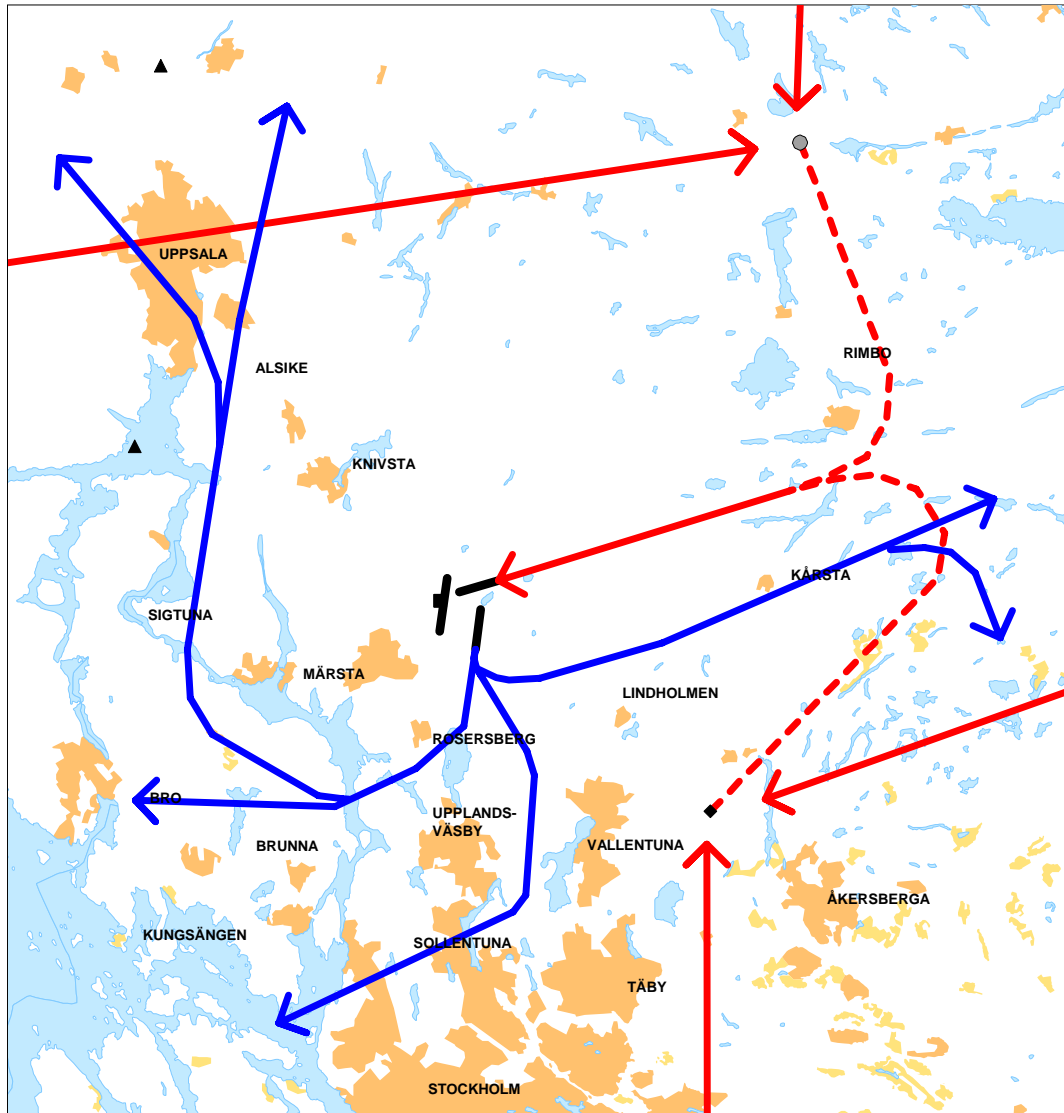 UPPSALA
RIMBO
ALSIKE
KNIVSTA
KÅRSTA
SIGTUNA
MÄRSTA
LINDHOLMEN
ROSERSBERG
BRO
UPPLANDS-
VÄSBY
BRUNNA
VALLENTUNA
ÅKERSBERGA
KUNGSÄNGEN
SOLLENTUNA
TÄBY
STOCKHOLM